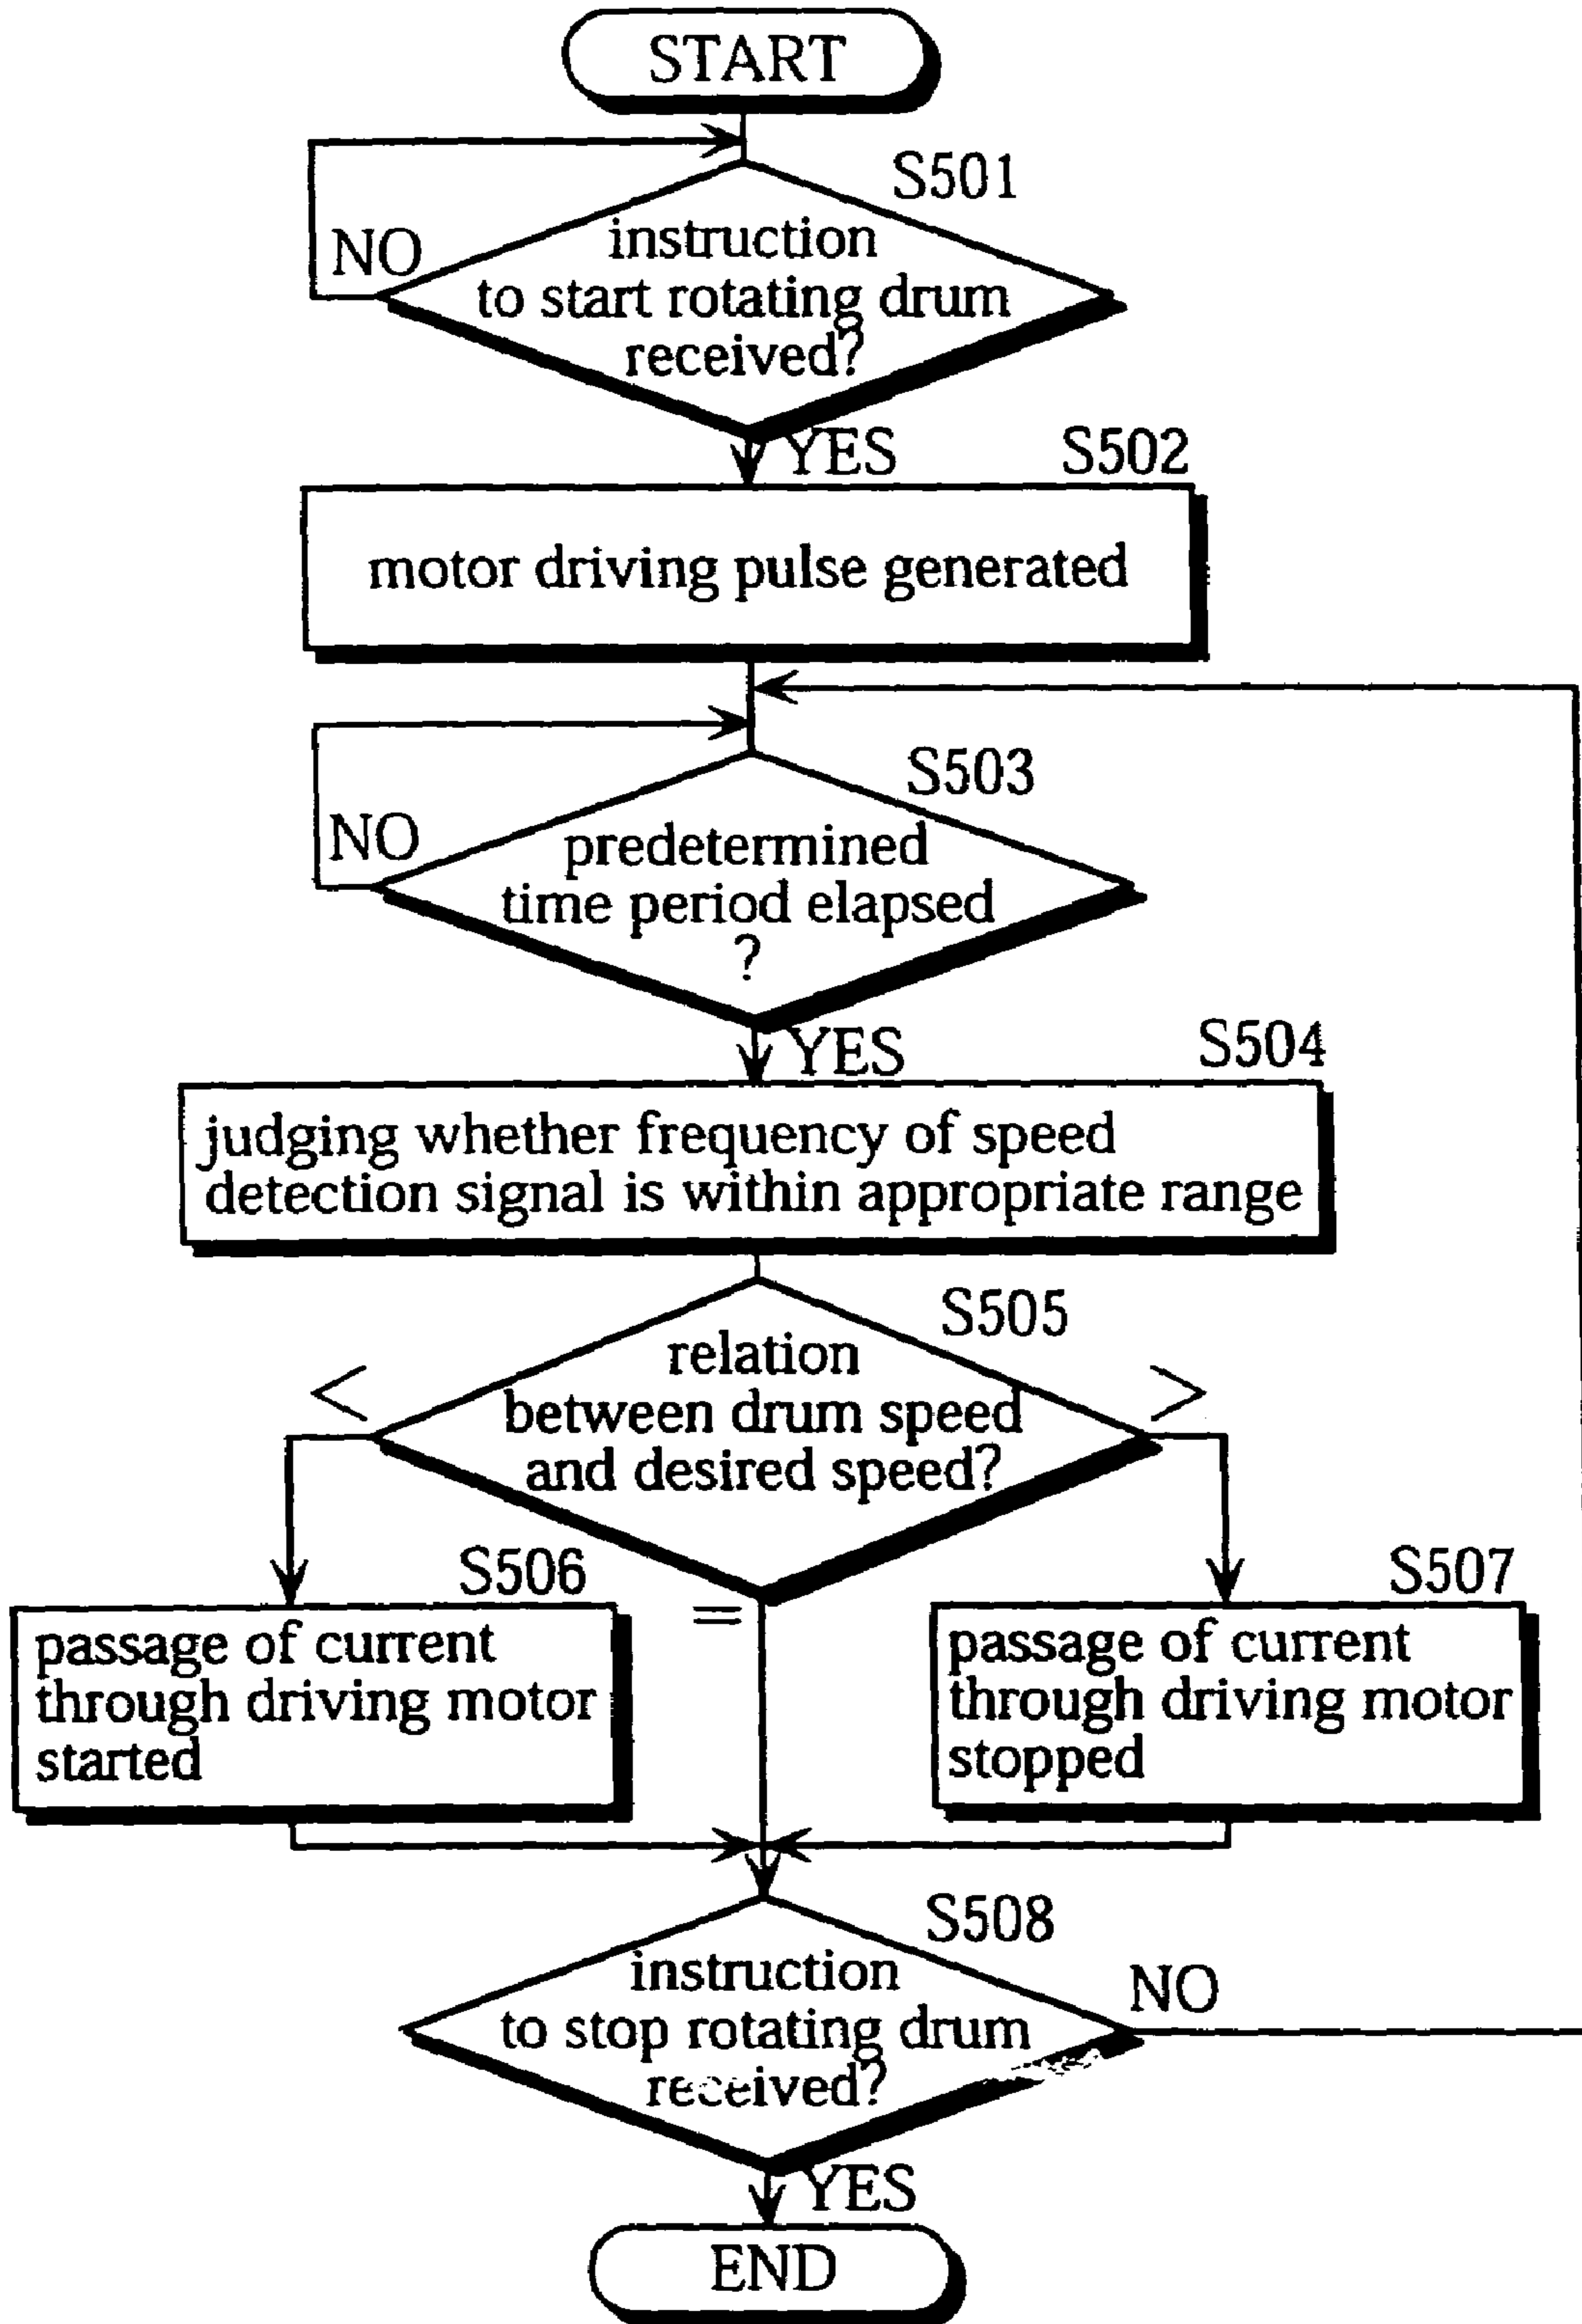 START
S501
NO
instruction
to start rotating drum
received?
YES
S502
motor driving pulse generated
S503
NO
predetermined
time period elapsed
?
YES
S504
judging whether frequency of speed
detection signal is within appropriate range
S505
relation
between drum speed
and desired speed?
<
>
=
S506
passage of current
through driving motor
started
S507
passage of current
through driving motor
stopped
S508
instruction
to stop rotating drum
received?
NO
YES
END